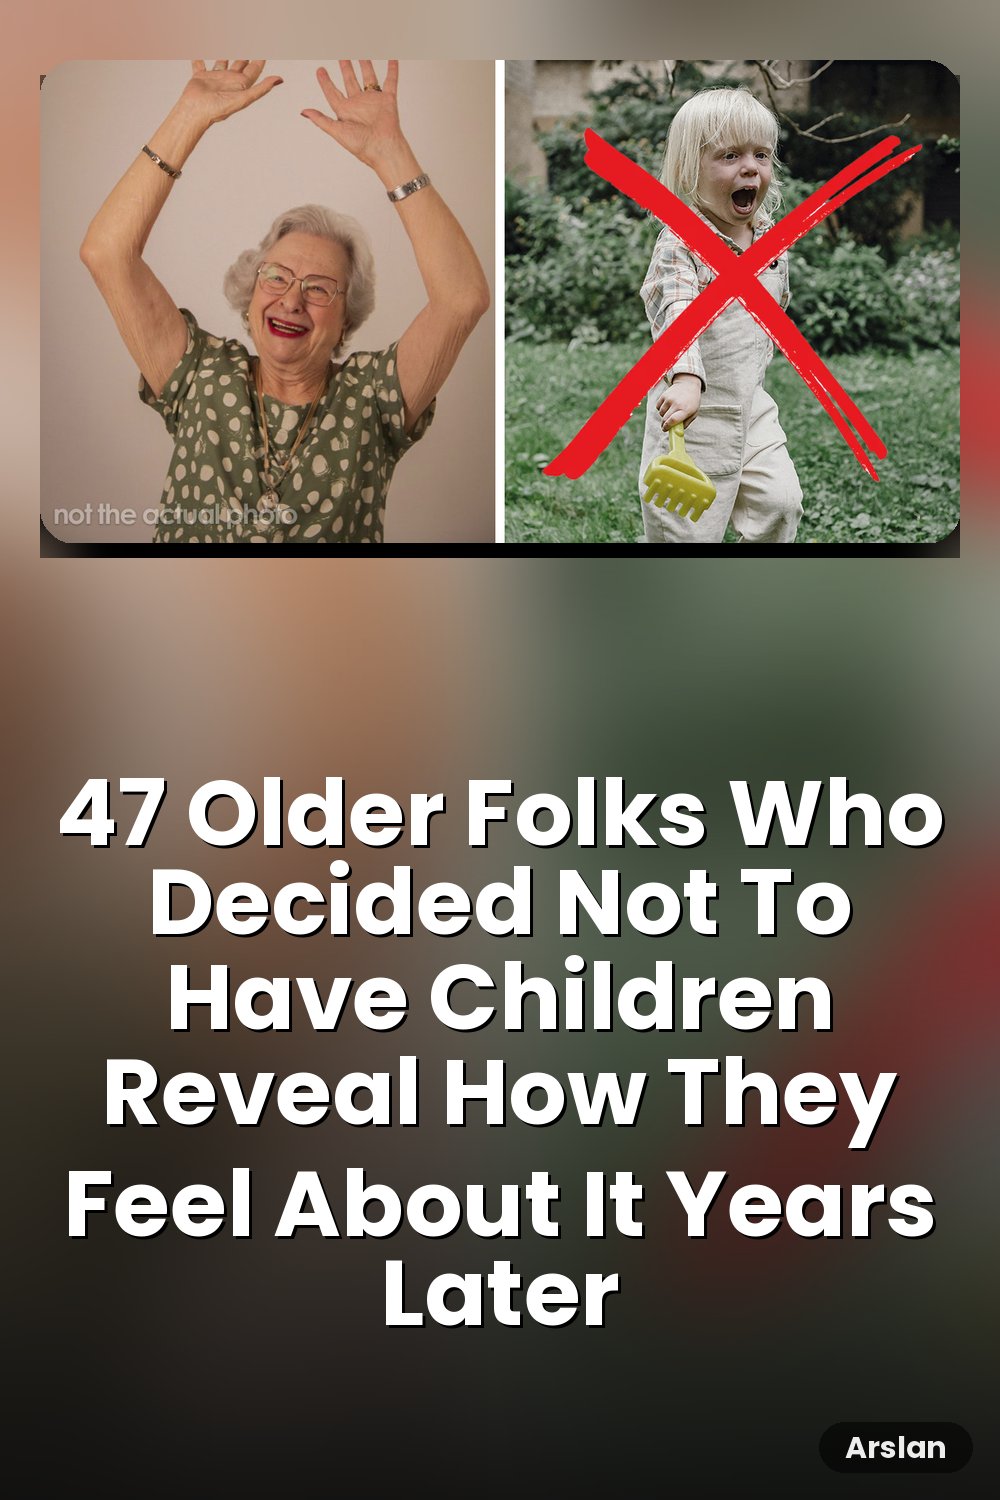 not the actual photo
47 Older Folks Who
Decided Not To
Have Children
Reveal How They
Feel About It Years
Later
Arslan